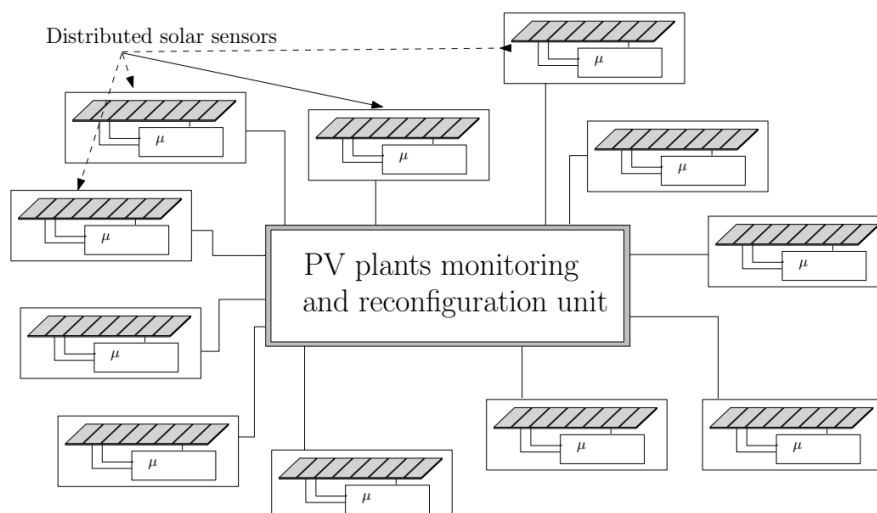 Distributed solar sensors
μ
μ
μ
μ
μ
μ
PV plants monitoring
and reconfiguration unit
μ
μ
μ
μ
μ